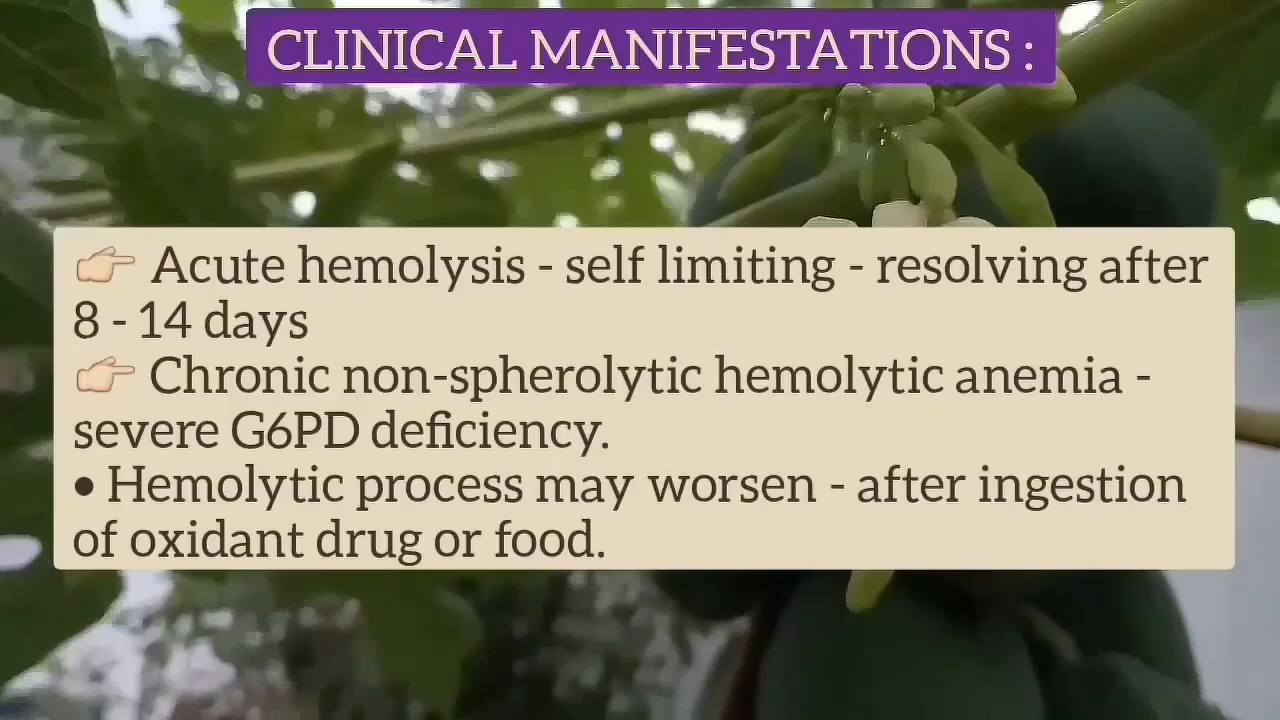 CLINICAL MANIFESTATIONS :
👉 Acute hemolysis - self limiting - resolving after
8 - 14 days
👉 Chronic non-spherolytic hemolytic anemia -
severe G6PD deficiency.
• Hemolytic process may worsen - after ingestion
of oxidant drug or food.